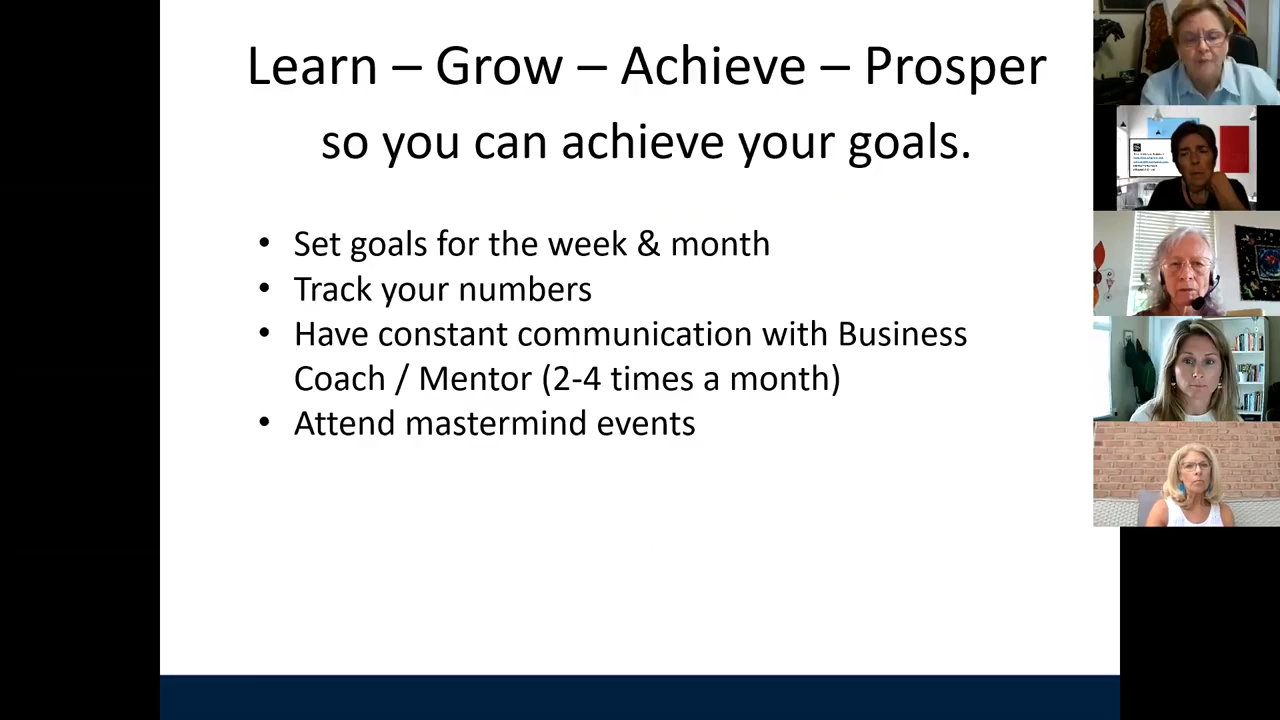 Learn – Grow – Achieve – Prosper
so you can achieve your goals.
• Set goals for the week & month
• Track your numbers
• Have constant communication with Business
Coach / Mentor (2-4 times a month)
• Attend mastermind events